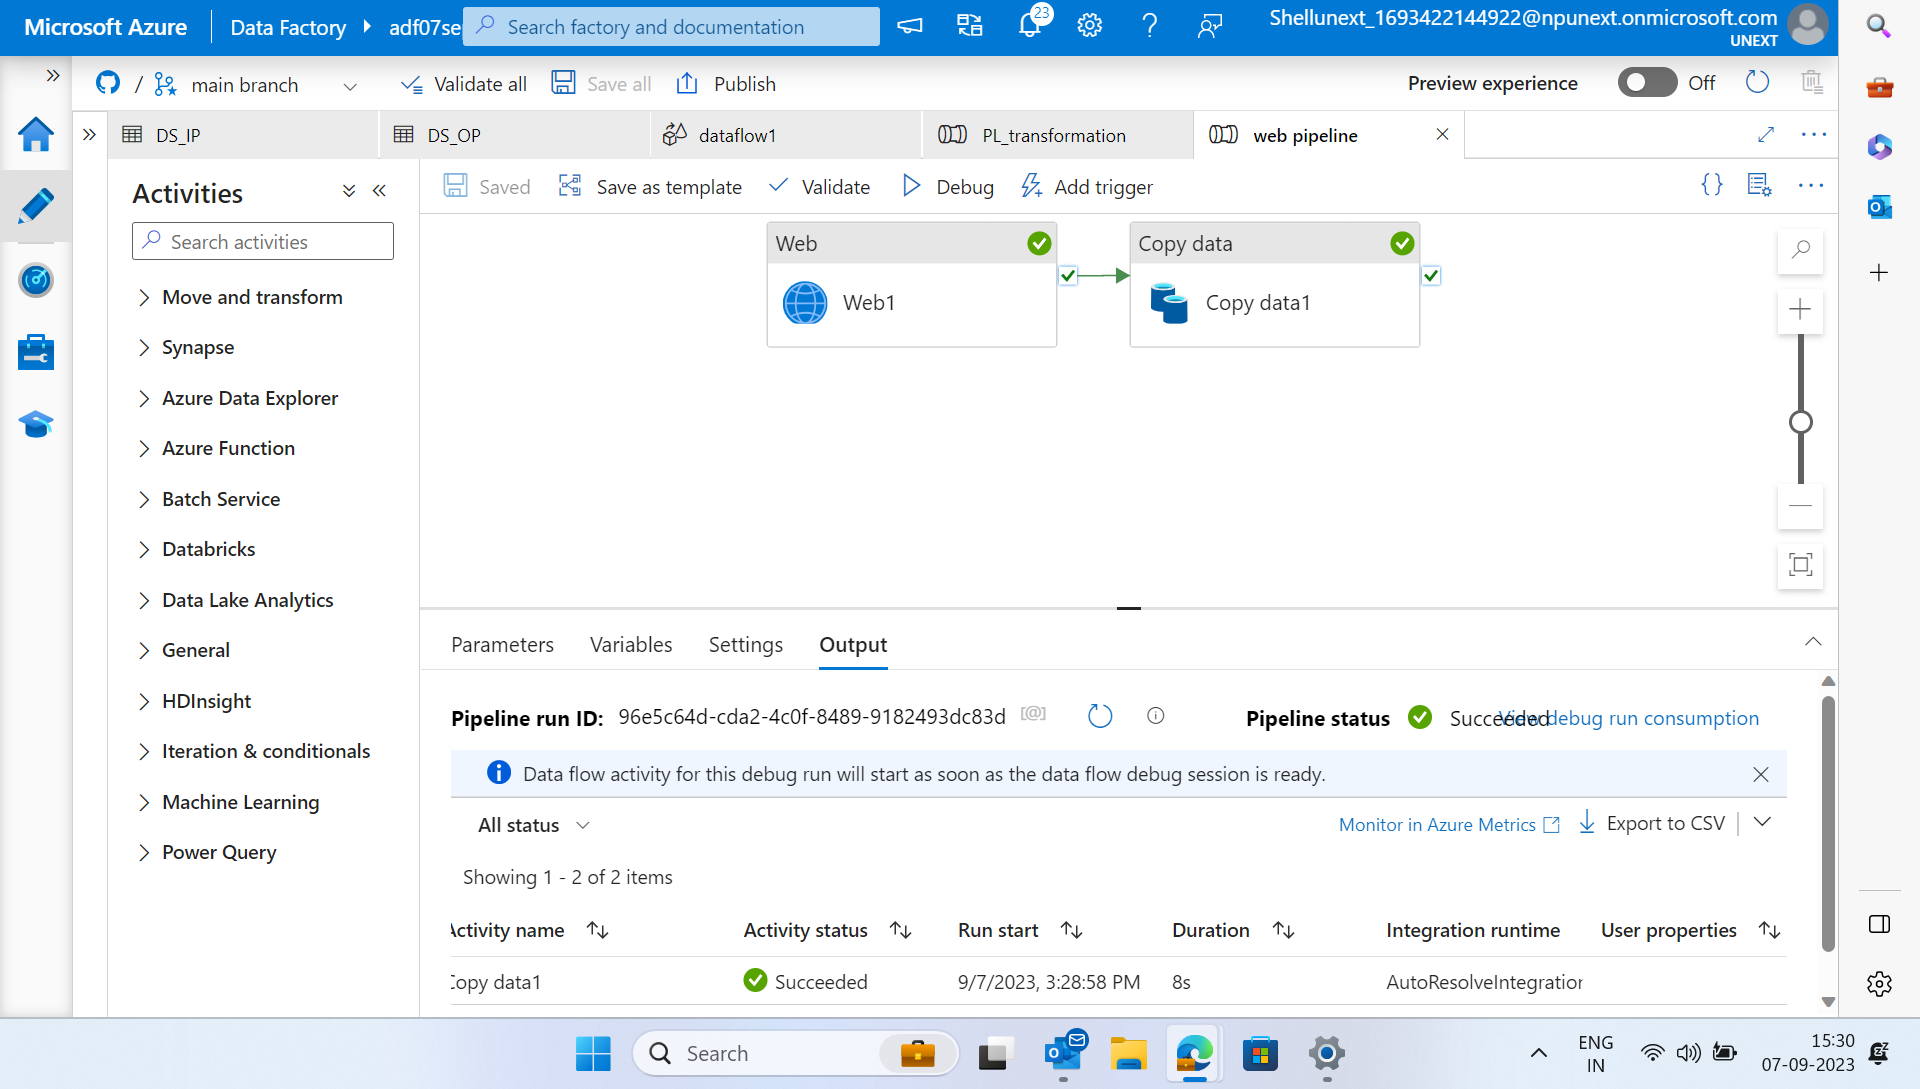 Microsoft Azure
Data Factory
adf07se
Search factory and documentation
23
Shellunext_1693422144922@npunext.onmicrosoft.com
UNEXT
/
main branch
Validate all
Save all
Publish
Preview experience
Off
DS_IP
DS_OP
dataflow1
PL_transformation
web pipeline
Activities
Search activities
Move and transform
Synapse
Azure Data Explorer
Azure Function
Batch Service
Databricks
Data Lake Analytics
General
HDInsight
Iteration & conditionals
Machine Learning
Power Query
Saved
Save as template
Validate
Debug
Add trigger
Web
Web1
Copy data
Copy data1
Parameters
Variables
Settings
Output
Pipeline run ID: 96e5c64d-cda2-4c0f-8489-9182493dc83d
Pipeline status
Succeeded
View debug run consumption
Data flow activity for this debug run will start as soon as the data flow debug session is ready.
All status
Monitor in Azure Metrics
Export to CSV
Showing 1 - 2 of 2 items
Activity name
Activity status
Run start
Duration
Integration runtime
User properties
Copy data1
Succeeded
9/7/2023, 3:28:58 PM
8s
AutoResolveIntegration
Search
ENG
IN
15:30
07-09-2023